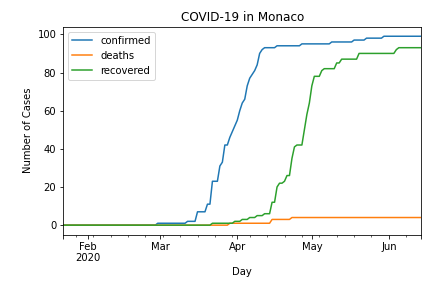 COVID-19 in Monaco
100
80
60
40
20
0
Number of Cases
confirmed
deaths
recovered
Feb
2020
Mar
Apr
May
Jun
Day